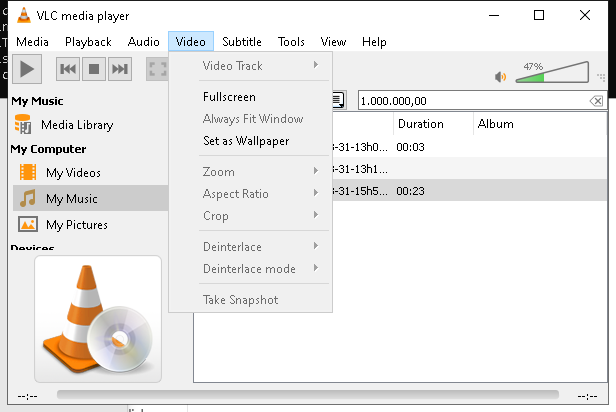 VLC media player
Media Playback Audio Video Subtitle Tools View Help
47%
My Music
Media Library
My Computer
My Videos
My Music
My Pictures
Devices
Video Track
Fullscreen
Always Fit Window
Set as Wallpaper
Zoom
Aspect Ratio
Crop
Deinterlace
Deinterlace mode
Take Snapshot
1.000.000,00
Duration Album
-31-13h0... 00:03
-31-13h1...
-31-15h5... 00:23
--:-- --:--